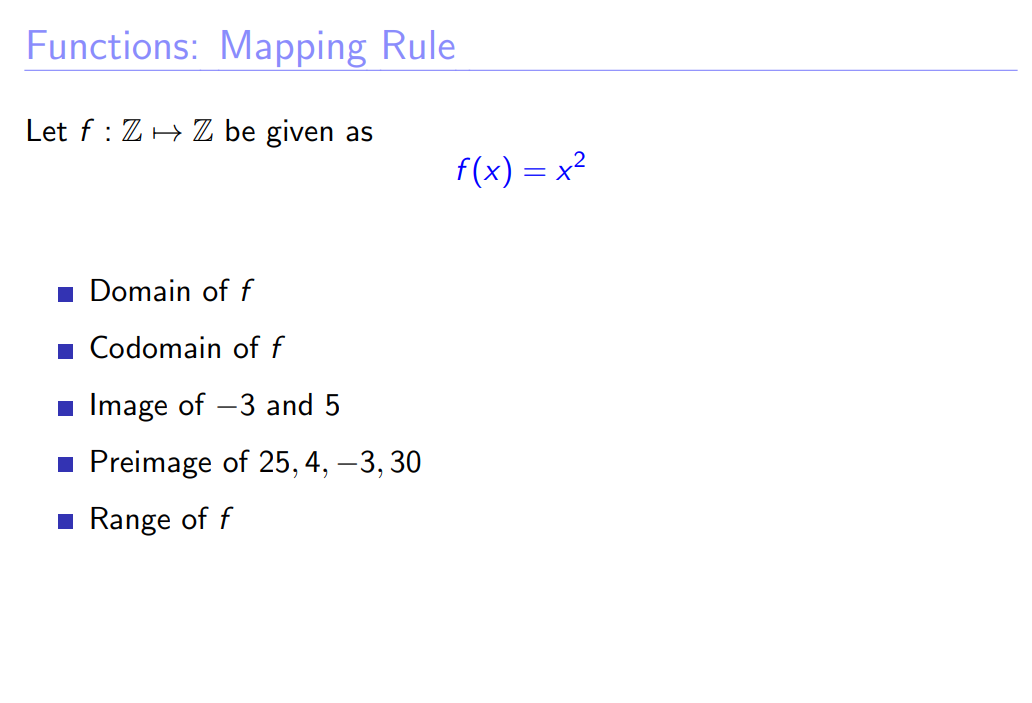 Functions: Mapping Rule
Let f : ℤ ↦ ℤ be given as
f(x) = x²
Domain of f
Codomain of f
Image of −3 and 5
Preimage of 25, 4, −3, 30
Range of f